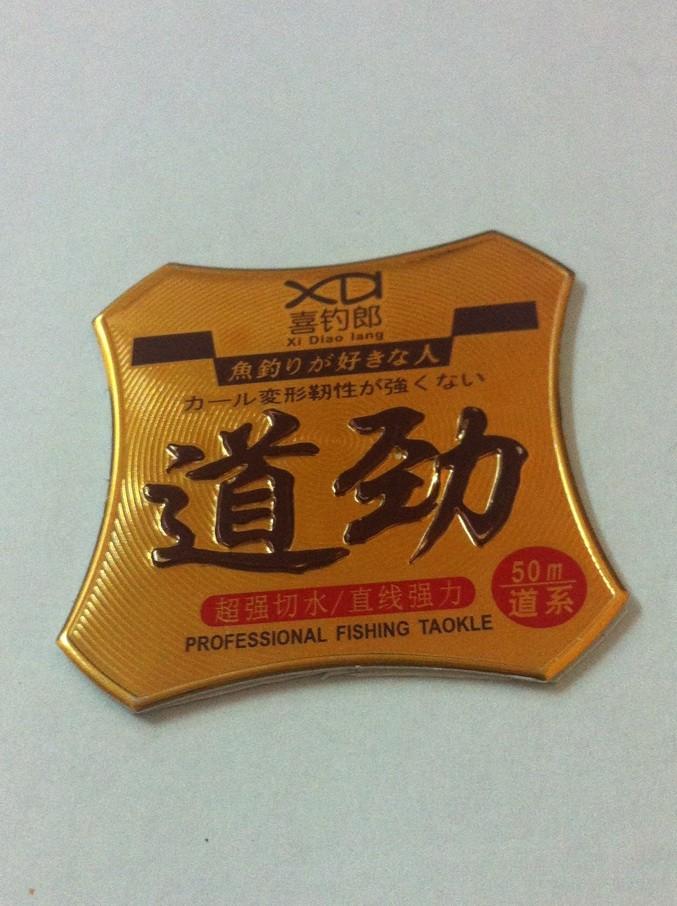 XD
喜钓郎
Xi Diao lang
魚釣りが好きな人
カール変形靭性が強くない
道劲
50m
道系
超强切水/直线强力
PROFESSIONAL FISHING TAOKLE